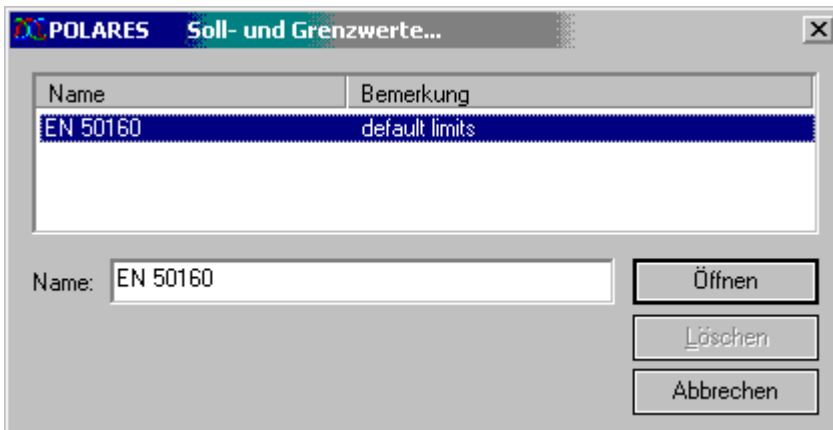 POLARES Soll- und Grenzwerte...
Name Bemerkung
EN 50160 default limits
Name: EN 50160
Öffnen
Löschen
Abbrechen